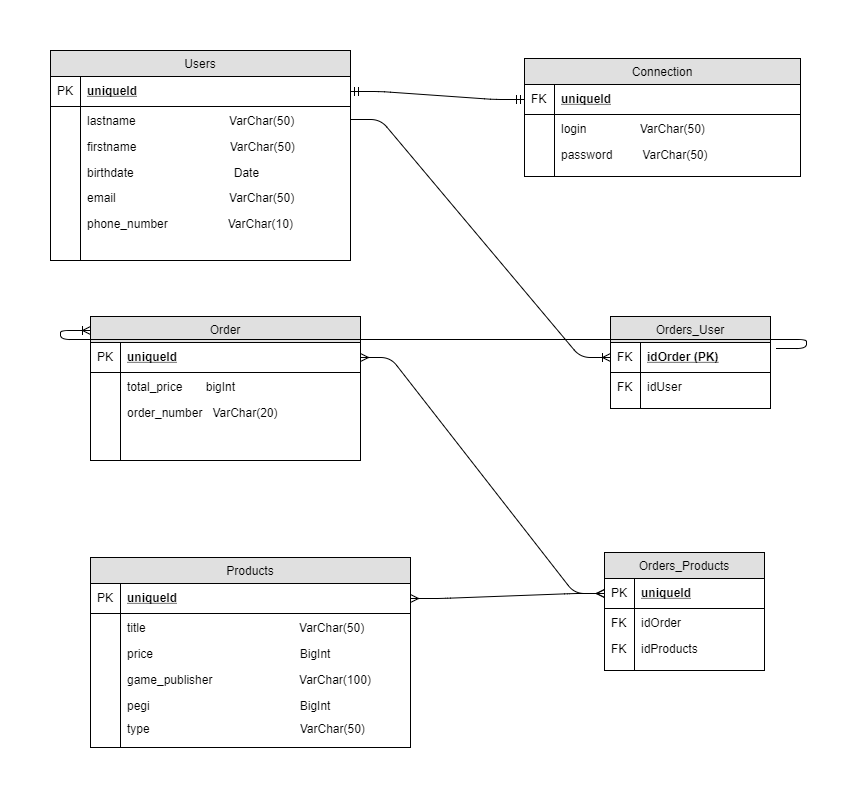 Users
PK uniqueId
lastname VarChar(50)
firstname VarChar(50)
birthdate Date
email VarChar(50)
phone_number VarChar(10)
Connection
FK uniqueId
login VarChar(50)
password VarChar(50)
Order
PK uniqueId
total_price bigInt
order_number VarChar(20)
Orders_User
FK idOrder (PK)
FK idUser
Products
PK uniqueId
title VarChar(50)
price BigInt
game_publisher VarChar(100)
pegi BigInt
type VarChar(50)
Orders_Products
PK uniqueId
FK idOrder
FK idProducts